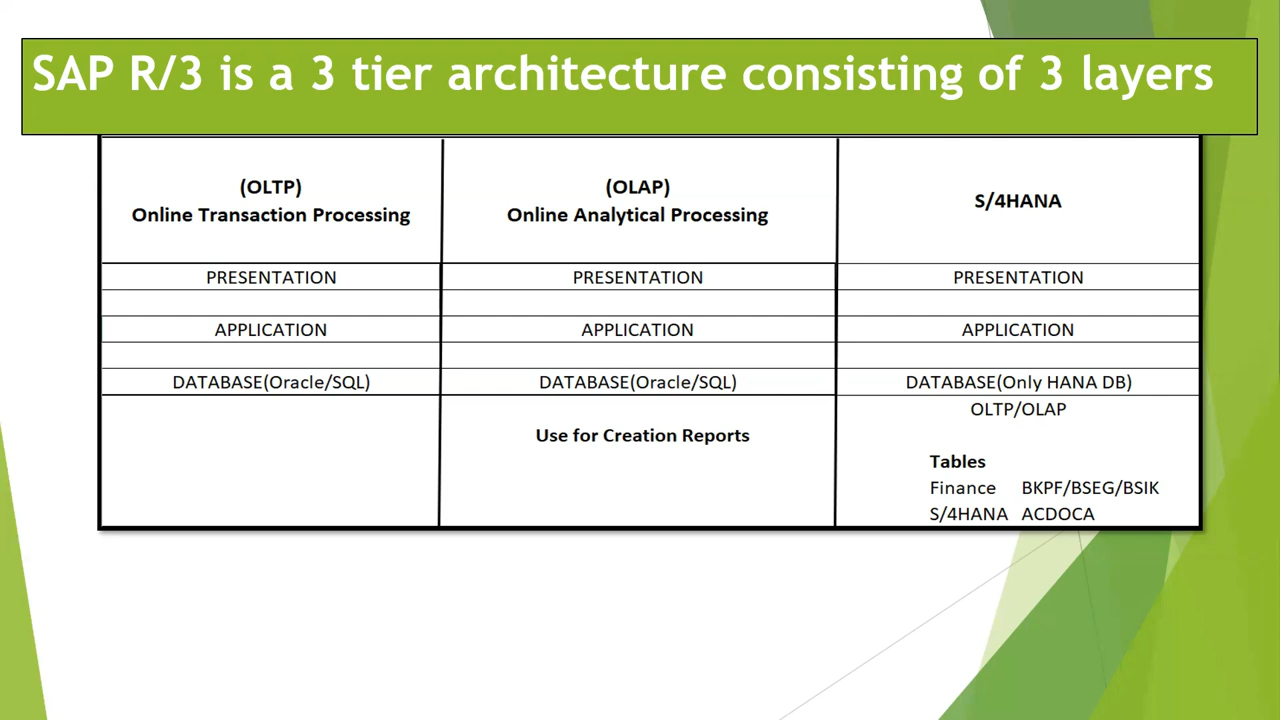 SAP R/3 is a 3 tier architecture consisting of 3 layers
(OLTP)
Online Transaction Processing
(OLAP)
Online Analytical Processing
S/4HANA
PRESENTATION PRESENTATION PRESENTATION
APPLICATION APPLICATION APPLICATION
DATABASE(Oracle/SQL) DATABASE(Oracle/SQL) DATABASE(Only HANA DB)
OLTP/OLAP
Use for Creation Reports
Tables
Finance BKPF/BSEG/BSIK
S/4HANA ACDOCA